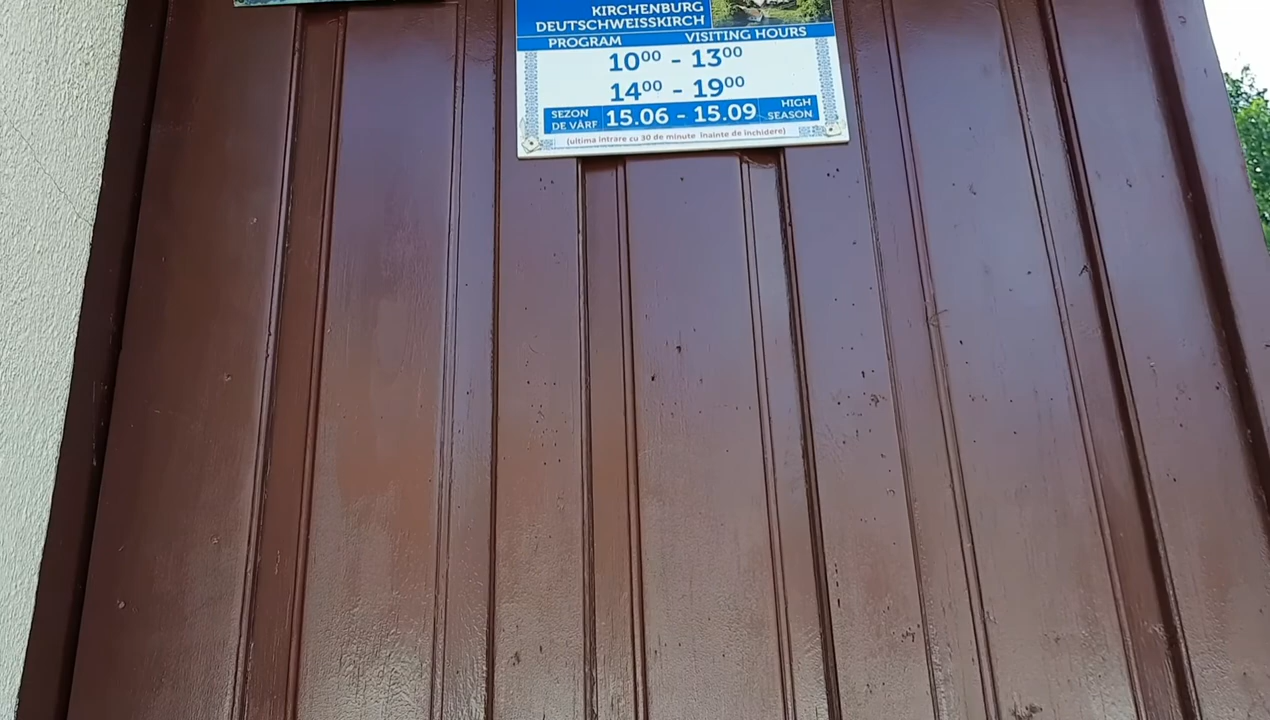 KIRCHENBURG
DEUTSCHWEISSKIRCH
PROGRAM VISITING HOURS
10⁰⁰ - 13⁰⁰
14⁰⁰ - 19⁰⁰
SEZON DE VÂRF 15.06 - 15.09 HIGH SEASON
(ultima intrare cu 30 de minute înainte de închidere)